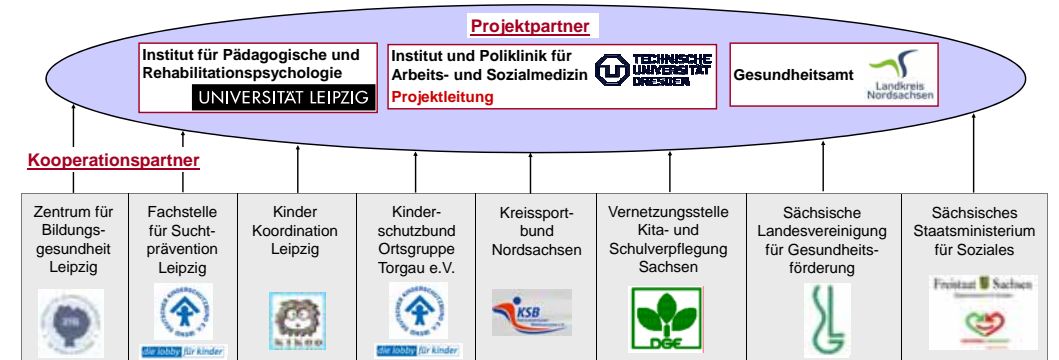 Projektpartner
Institut für Pädagogische und
Rehabilitationspsychologie
UNIVERSITÄT LEIPZIG
Institut und Poliklinik für
Arbeits- und Sozialmedizin
Projektleitung
TECHNISCHE
UNIVERSITÄT
DRESDEN
Gesundheitsamt
Landkreis
Nordsachsen
Kooperationspartner
Zentrum für
Bildungs-
gesundheit
Leipzig
Fachstelle
für Sucht-
prävention
Leipzig
die lobby für kinder
Kinder
Koordination
Leipzig
KIKOO
Kinder-
schutzbund
Ortsgruppe
Torgau e.V.
die lobby für kinder
Kreissport-
bund
Nordsachsen
KSB
Vernetzungsstelle
Kita- und
Schulverpflegung
Sachsen
DGE
Sächsische
Landesvereinigung
für Gesundheits-
förderung
Sächsisches
Staatsministerium
für Soziales
Freistaat Sachsen